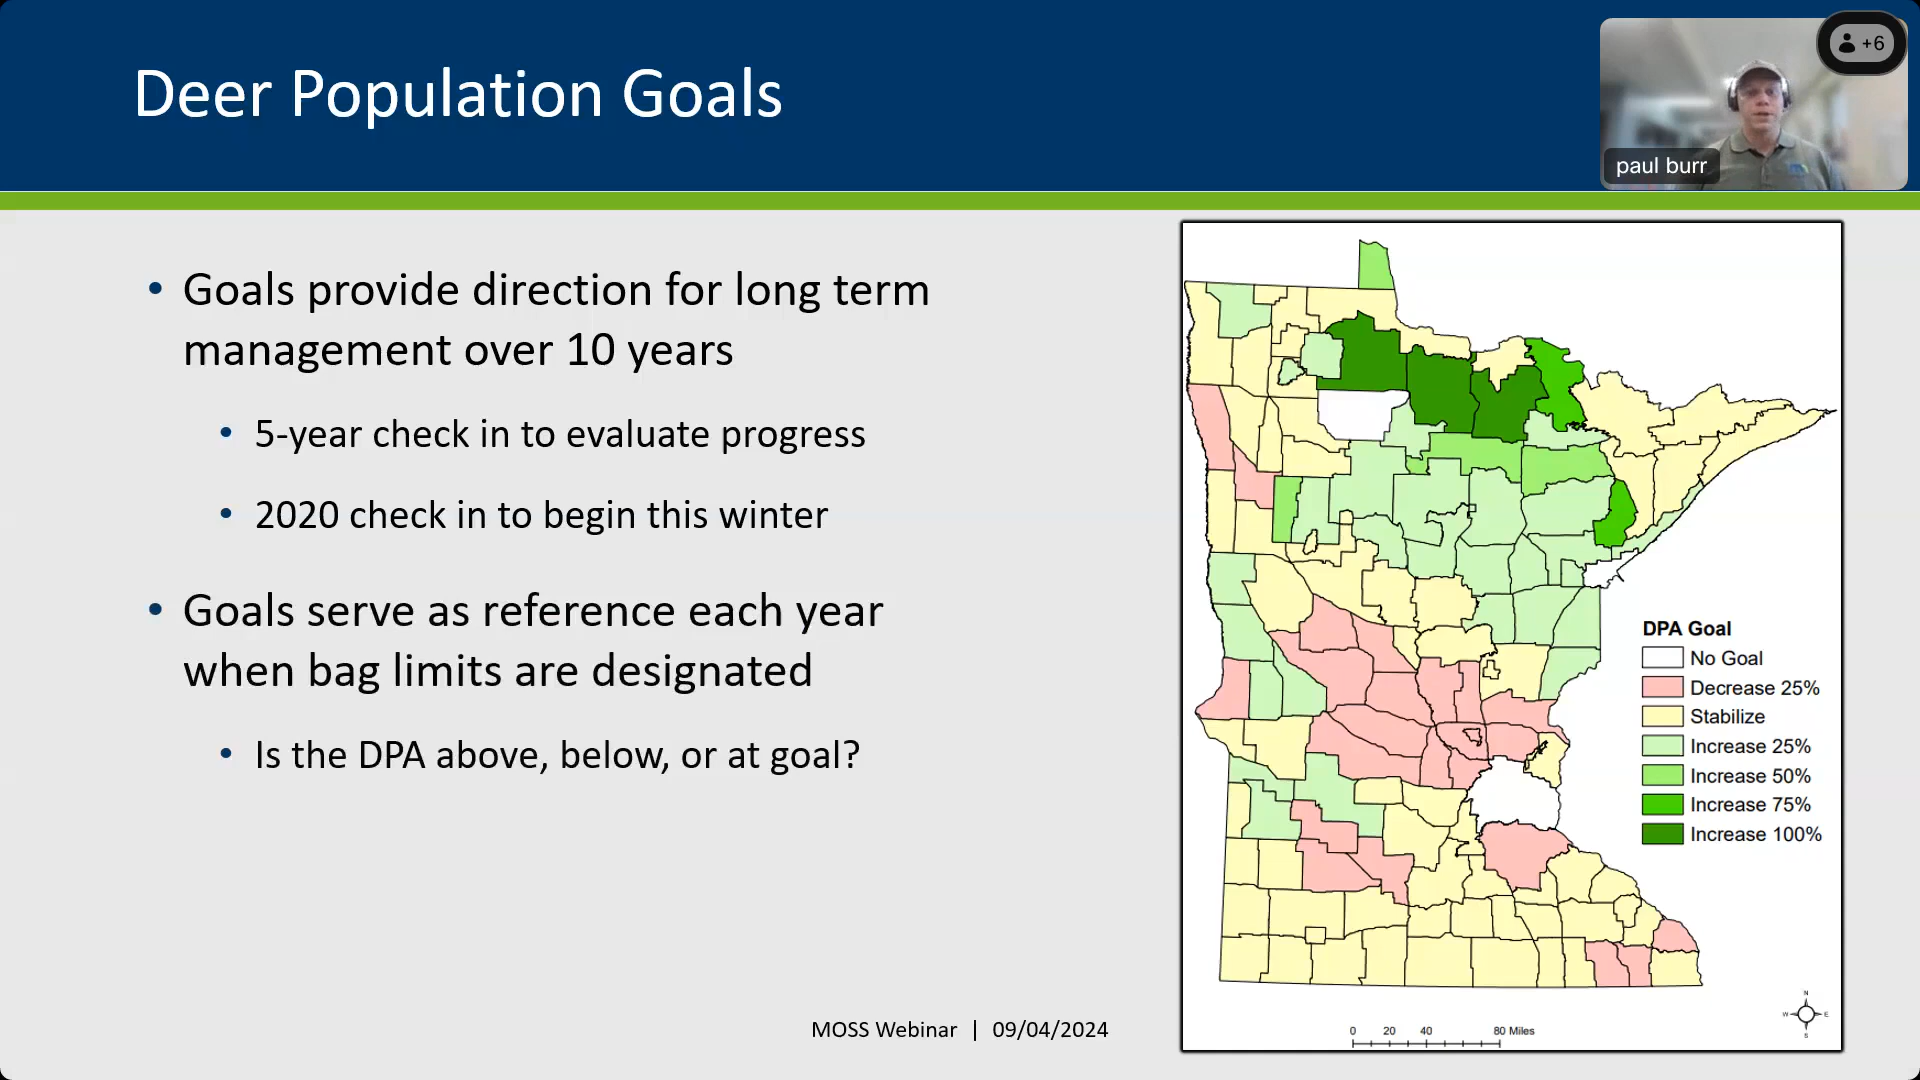 Deer Population Goals
+6
paul burr
• Goals provide direction for long term
management over 10 years
• 5-year check in to evaluate progress
• 2020 check in to begin this winter
• Goals serve as reference each year
when bag limits are designated
• Is the DPA above, below, or at goal?
DPA Goal
No Goal
Decrease 25%
Stabilize
Increase 25%
Increase 50%
Increase 75%
Increase 100%
N
W E
S
0 20 40 80 Miles
MOSS Webinar | 09/04/2024